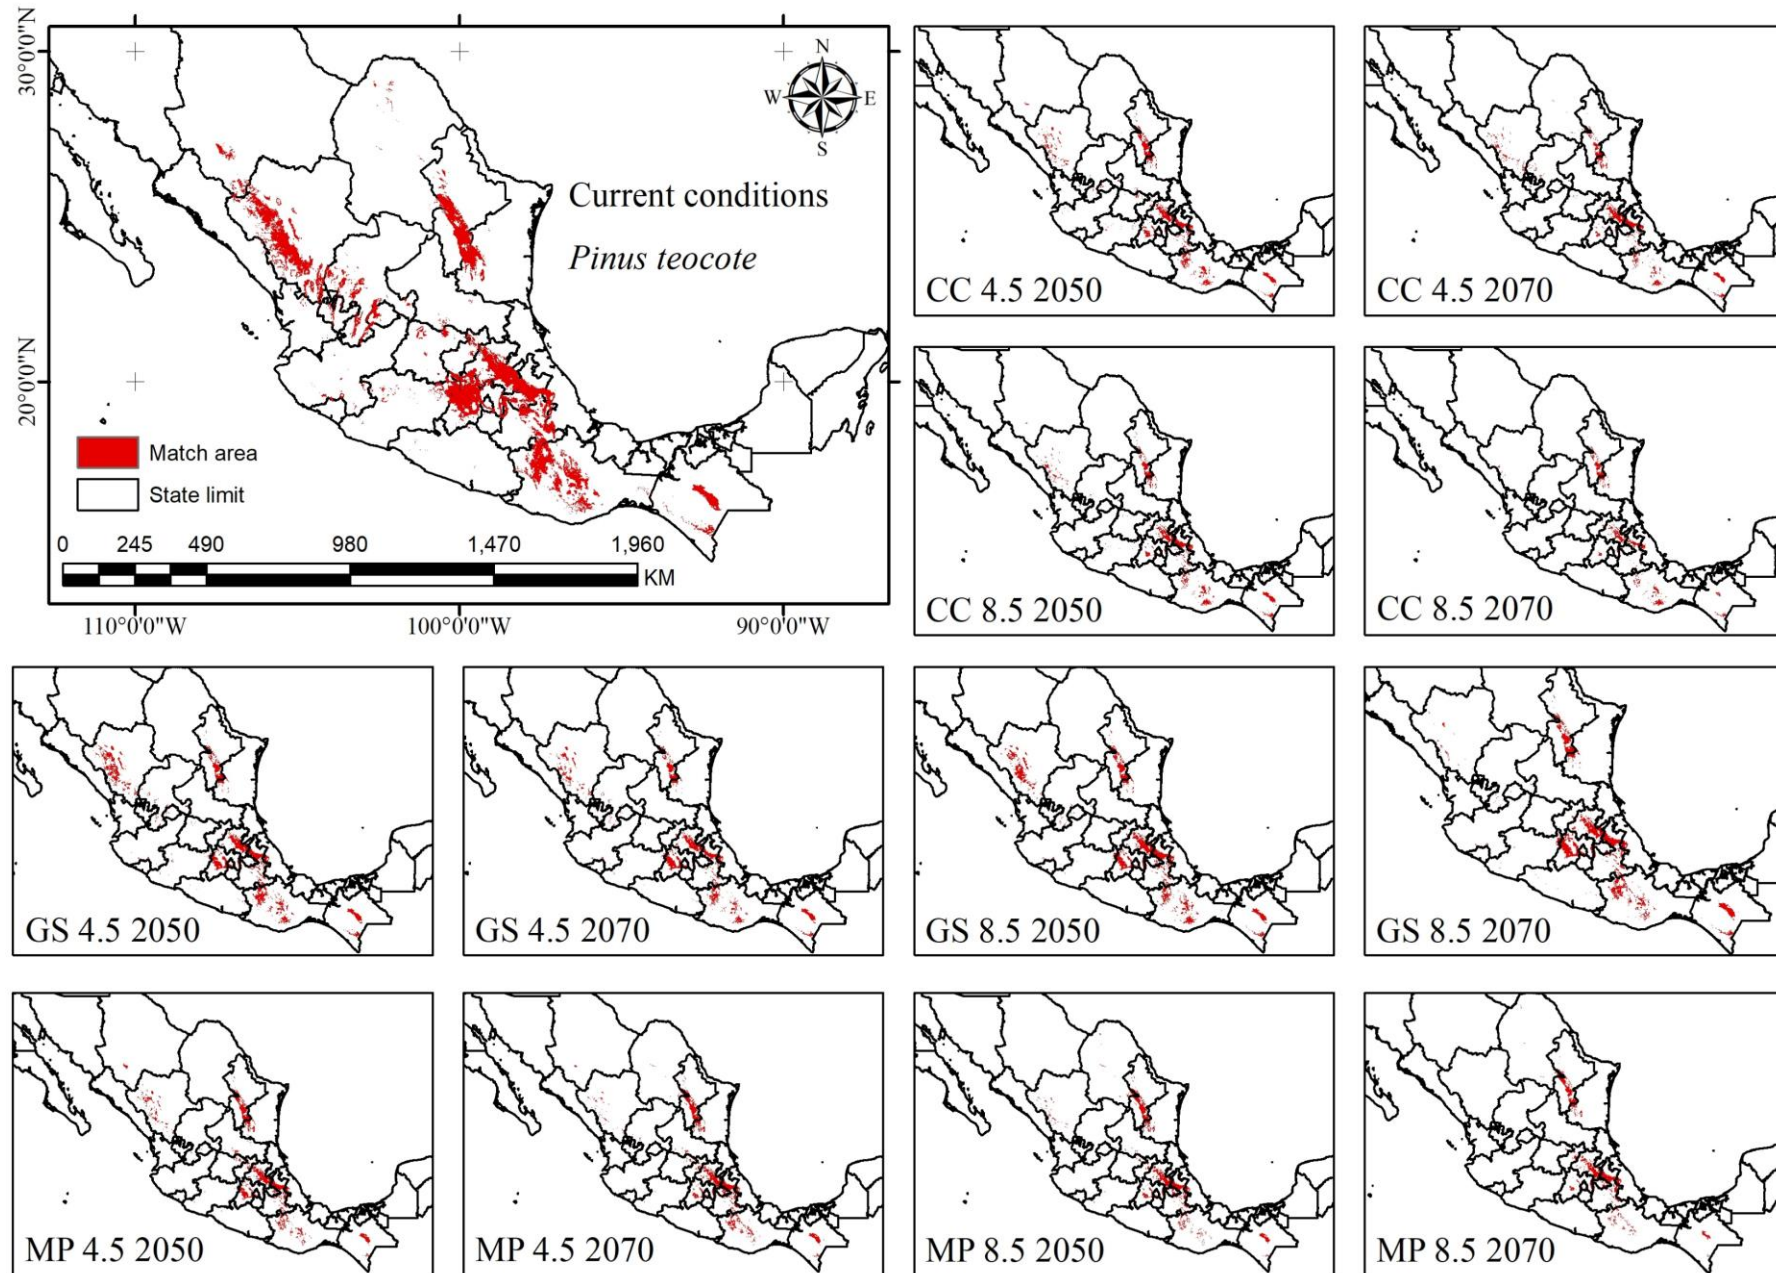 30°0'0"N
20°0'0"N
N
W
E
S
Current conditions
Pinus teocote
Match area
State limit
0 245 490 980 1,470 1,960
KM
110°0'0"W 100°0'0"W 90°0'0"W
CC 4.5 2050
CC 4.5 2070
CC 8.5 2050
CC 8.5 2070
GS 4.5 2050
GS 4.5 2070
GS 8.5 2050
GS 8.5 2070
MP 4.5 2050
MP 4.5 2070
MP 8.5 2050
MP 8.5 2070